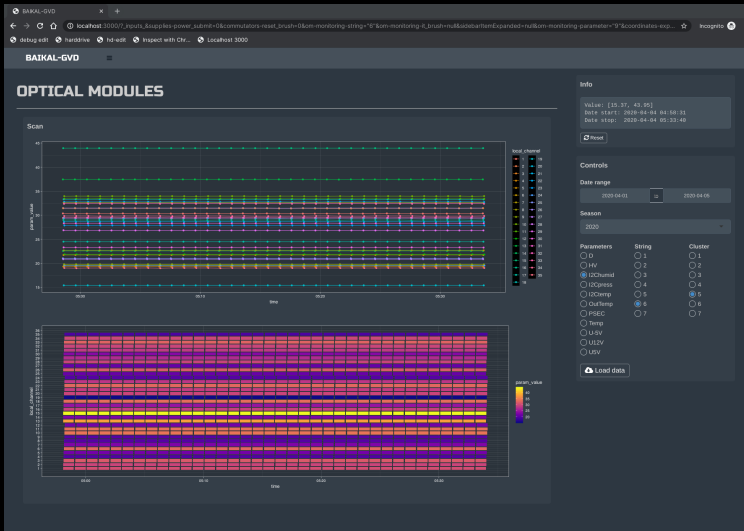 BAIKAL-GVD
localhost:3000/?_inputs_&supplies-power_submit=0&commutators-reset_brush=0&om-monitoring-string="6"&om-monitoring-it_brush=null&sidebarItemExpanded=null&om-monitoring-parameter="9"&coordinates-exp...
Incognito
debug edit harddrive hd-edit Inspect with Chr... Localhost 3000
BAIKAL-GVD
OPTICAL MODULES
Scan
param_value
time
local_channel
local_channel
time
param_value
Info
Value: [15.37, 43.95]
Date start: 2020-04-04 04:58:31
Date stop: 2020-04-04 05:33:48
Reset
Controls
Date range
2020-04-01 to 2020-04-05
Season
2020
Parameters String Cluster
D 1 1
HV 2 2
I2Chumid 3 3
I2Cpress 4 4
I2Ctemp 5 5
OutTemp 6 6
PSEC 7 7
Temp
U-5V
U12V
U5V
Load data